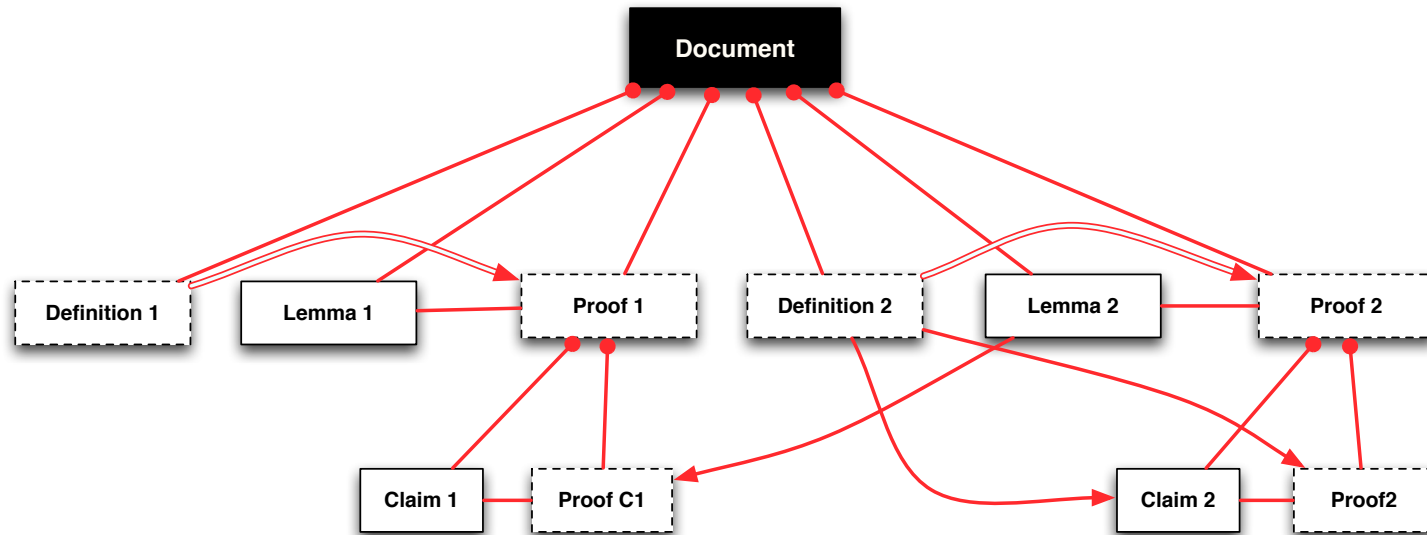 Document
Definition 1
Lemma 1
Proof 1
Definition 2
Lemma 2
Proof 2
Claim 1
Proof C1
Claim 2
Proof2